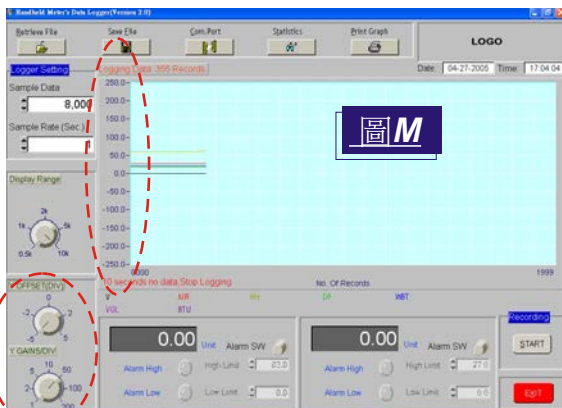 Handheld Meter's Data Logger(Version 2.0)
Retrieve File Save File Com.Port Statistics Print Graph
LOGO
Logger Setting
Logging Data :355 Records
Date: 04-27-2005 Time: 17:04:04
Sample Data
8,000
Sample Rate (Sec.)
1
250.0-
200.0-
150.0-
100.0-
50.0-
0.0-
-50.0-
-100.0-
-150.0-
-200.0-
-250.0-
圖M
Display Range
2k
1k 5k
0.5k 10k
0000 1999
10 seconds no data,Stop Logging
No. Of Records
Y OFFSET(DIV)
0
-2 2
-5 5
V A/R RH DP WBT
VOL BTU
Recording
0.00 Unit Alarm SW
0.00 Unit Alarm SW
START
Y GAINS/DIV
10 50
5 60
2 100
1 200
Alarm High High Limit
Alarm High High Limit
Alarm Low Low Limit 0.0
Alarm Low Low Limit 0.0
EXIT